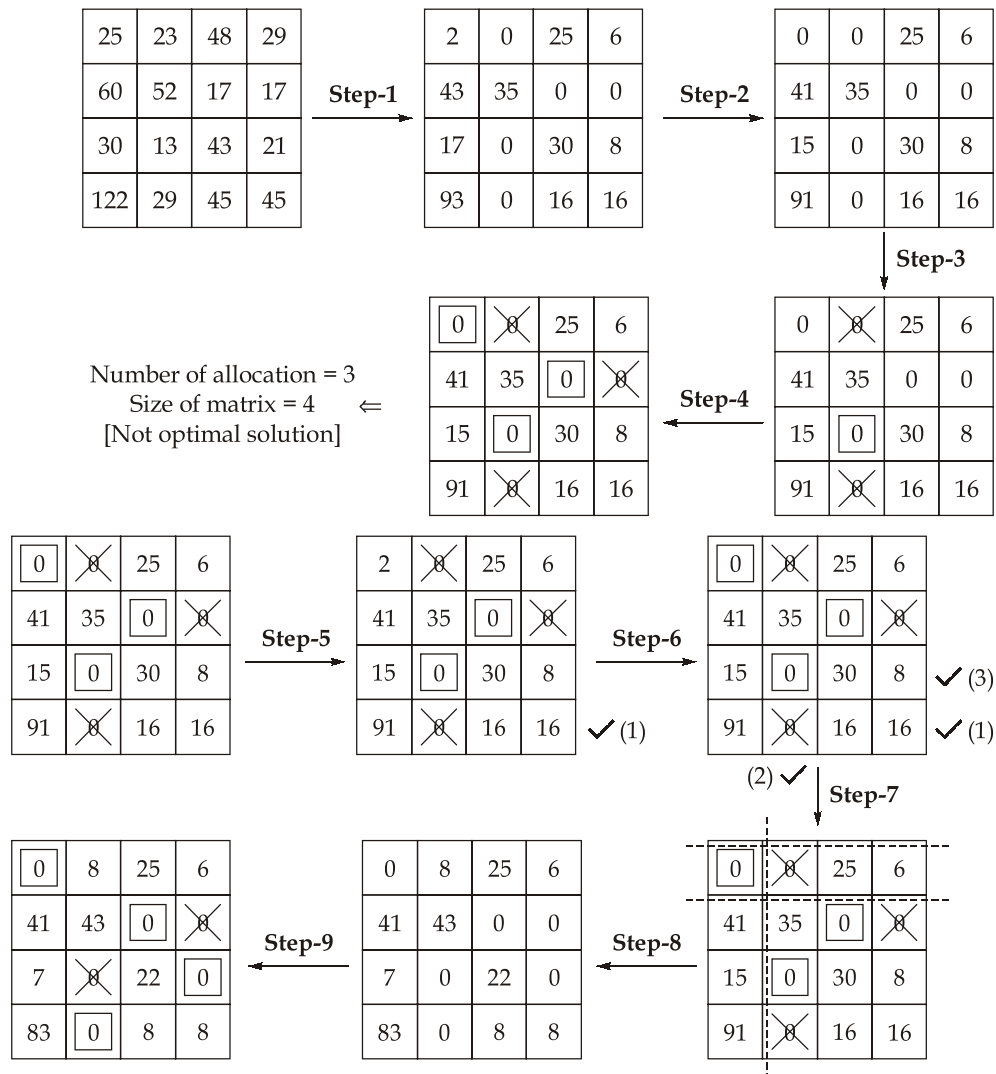 25 23 48 29
60 52 17 17
30 13 43 21
122 29 45 45
Step-1
2 0 25 6
43 35 0 0
17 0 30 8
93 0 16 16
Step-2
0 0 25 6
41 35 0 0
15 0 30 8
91 0 16 16
Step-3
0 0 25 6
41 35 0 0
15 0 30 8
91 0 16 16
Step-4
0 0 25 6
41 35 0 0
15 0 30 8
91 0 16 16
Number of allocation = 3
Size of matrix = 4 ⇐
[Not optimal solution]
0 0 25 6
41 35 0 0
15 0 30 8
91 0 16 16
Step-5
2 0 25 6
41 35 0 0
15 0 30 8
91 0 16 16 ✓ (1)
Step-6
0 0 25 6
41 35 0 0
15 0 30 8 ✓ (3)
91 0 16 16 ✓ (1)
(2) ✓
Step-7
0 0 25 6
41 35 0 0
15 0 30 8
91 0 16 16
Step-8
0 8 25 6
41 43 0 0
7 0 22 0
83 0 8 8
Step-9
0 8 25 6
41 43 0 0
7 0 22 0
83 0 8 8